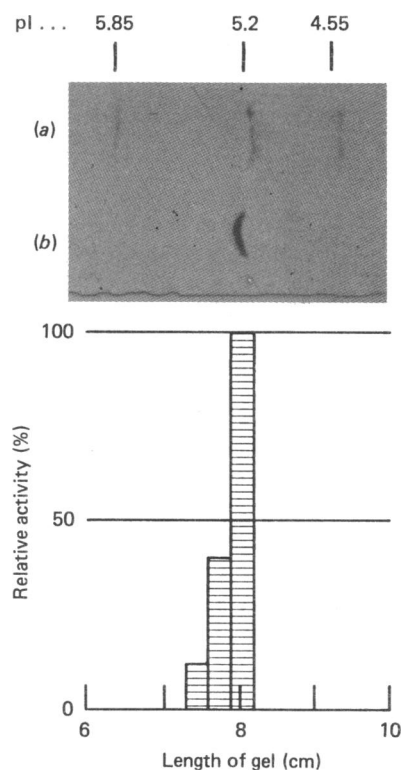 pI . . . 5.85 5.2 4.55
(a)
(b)
100
50
0
Relative activity (%)
6 8 10
Length of gel (cm)